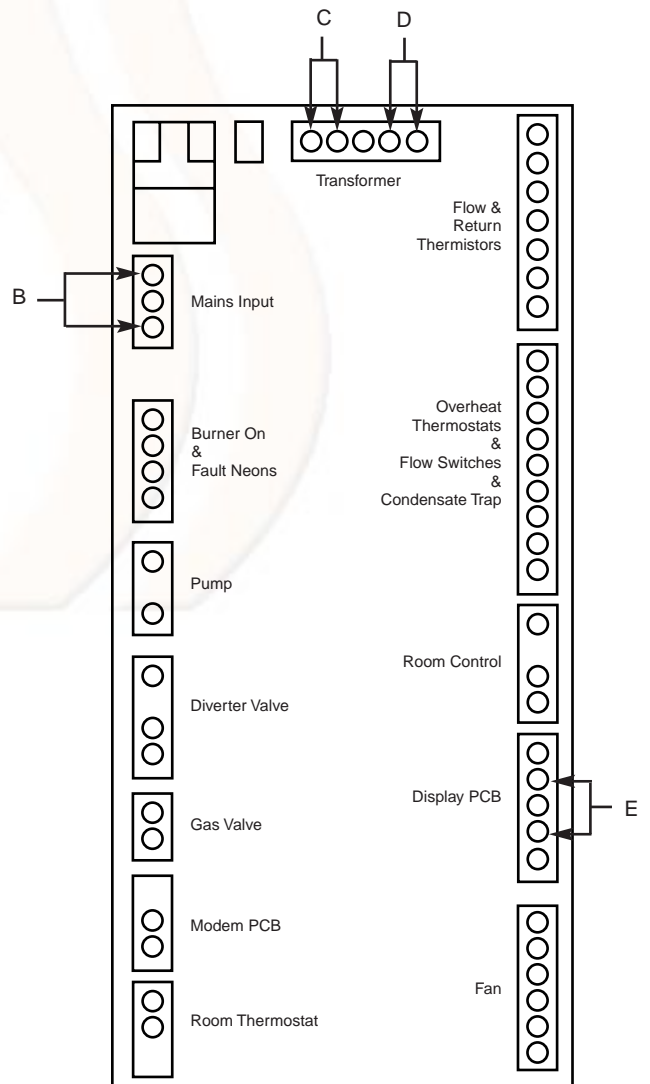 C
D
Transformer
Flow &
Return
Thermistors
B
Mains Input
Overheat
Thermostats
&
Flow Switches
&
Condensate Trap
Burner On
&
Fault Neons
Pump
Room Control
Diverter Valve
Display PCB
E
Gas Valve
Modem PCB
Fan
Room Thermostat